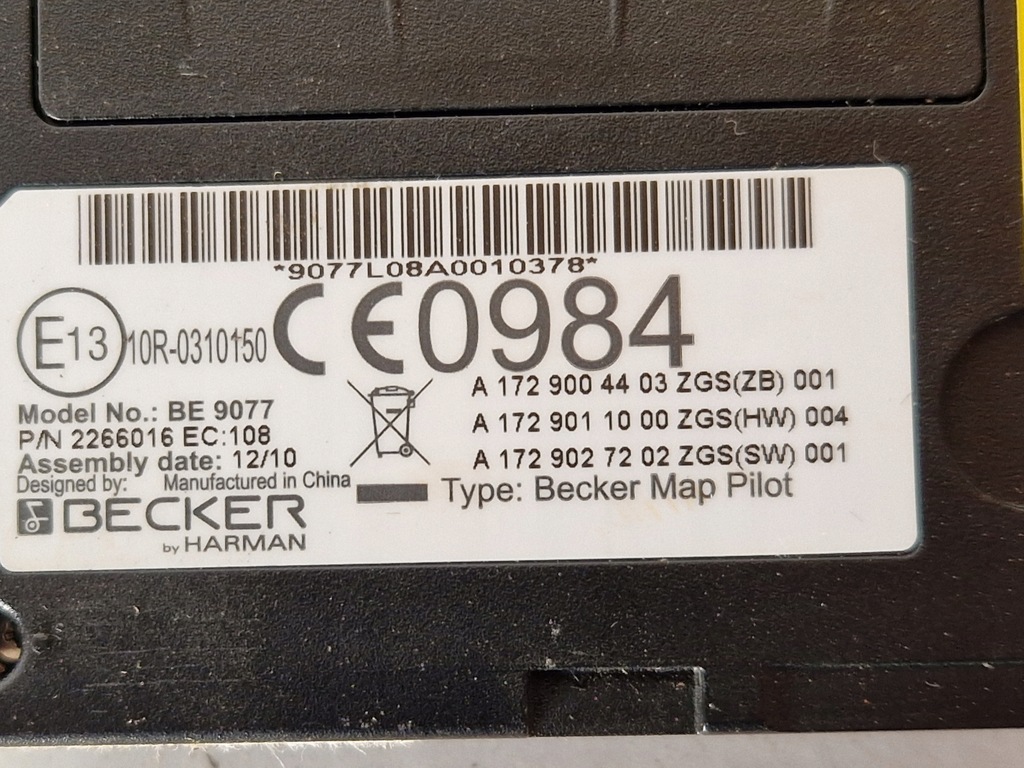 *9077L08A0010378*
E13 10R-0310150 CE0984
A 172 900 44 03 ZGS(ZB) 001
A 172 901 10 00 ZGS(HW) 004
A 172 902 72 02 ZGS(SW) 001
Type: Becker Map Pilot
Model No.: BE 9077
P/N 2266016 EC:108
Assembly date: 12/10
Designed by: Manufactured in China
BECKER
by HARMAN